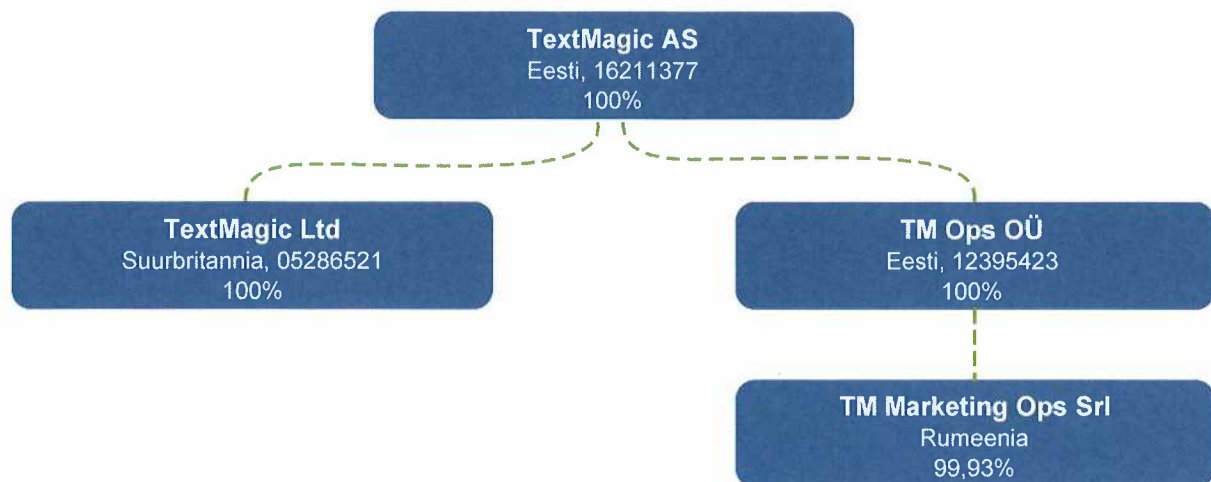 TextMagic AS
Eesti, 16211377
100%
TextMagic Ltd
Suurbritannia, 05286521
100%
TM Ops OÜ
Eesti, 12395423
100%
TM Marketing Ops Srl
Rumeenia
99,93%